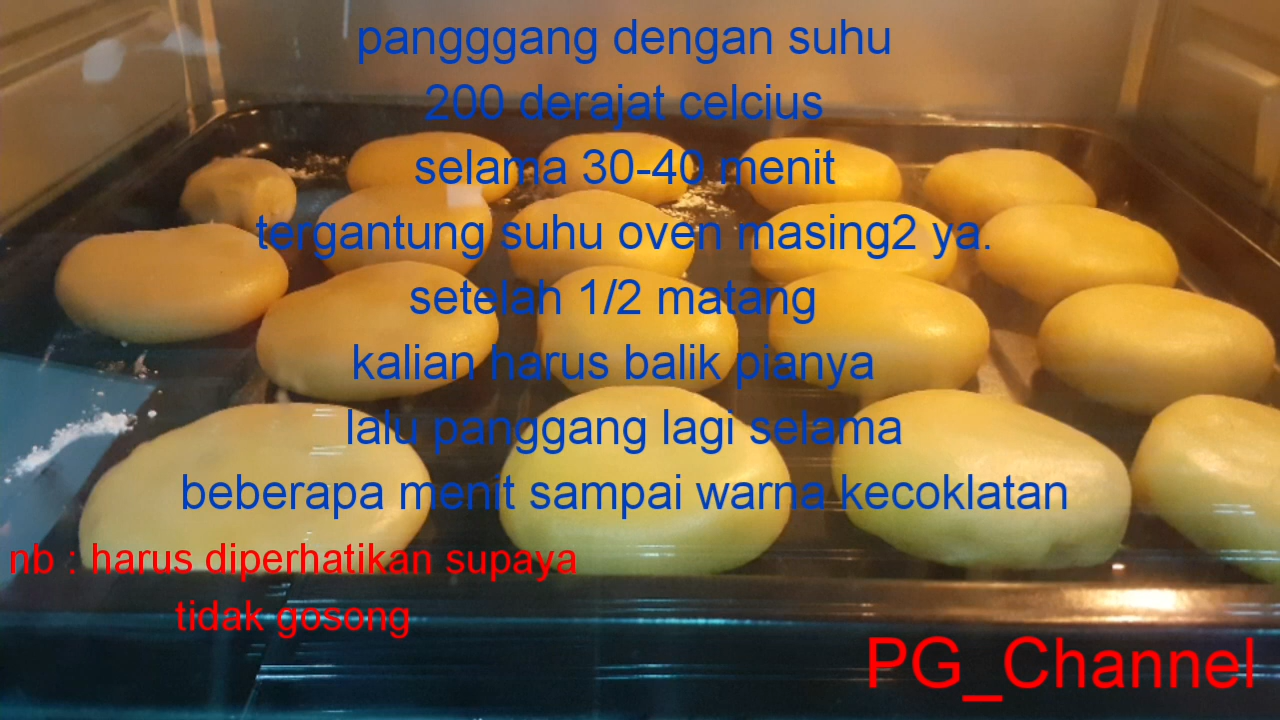 pangggang dengan suhu
200 derajat celcius
selama 30-40 menit
tergantung suhu oven masing2 ya.
setelah 1/2 matang
kalian harus balik pianya
lalu panggang lagi selama
beberapa menit sampai warna kecoklatan
nb : harus diperhatikan supaya
tidak gosong
PG_Channel